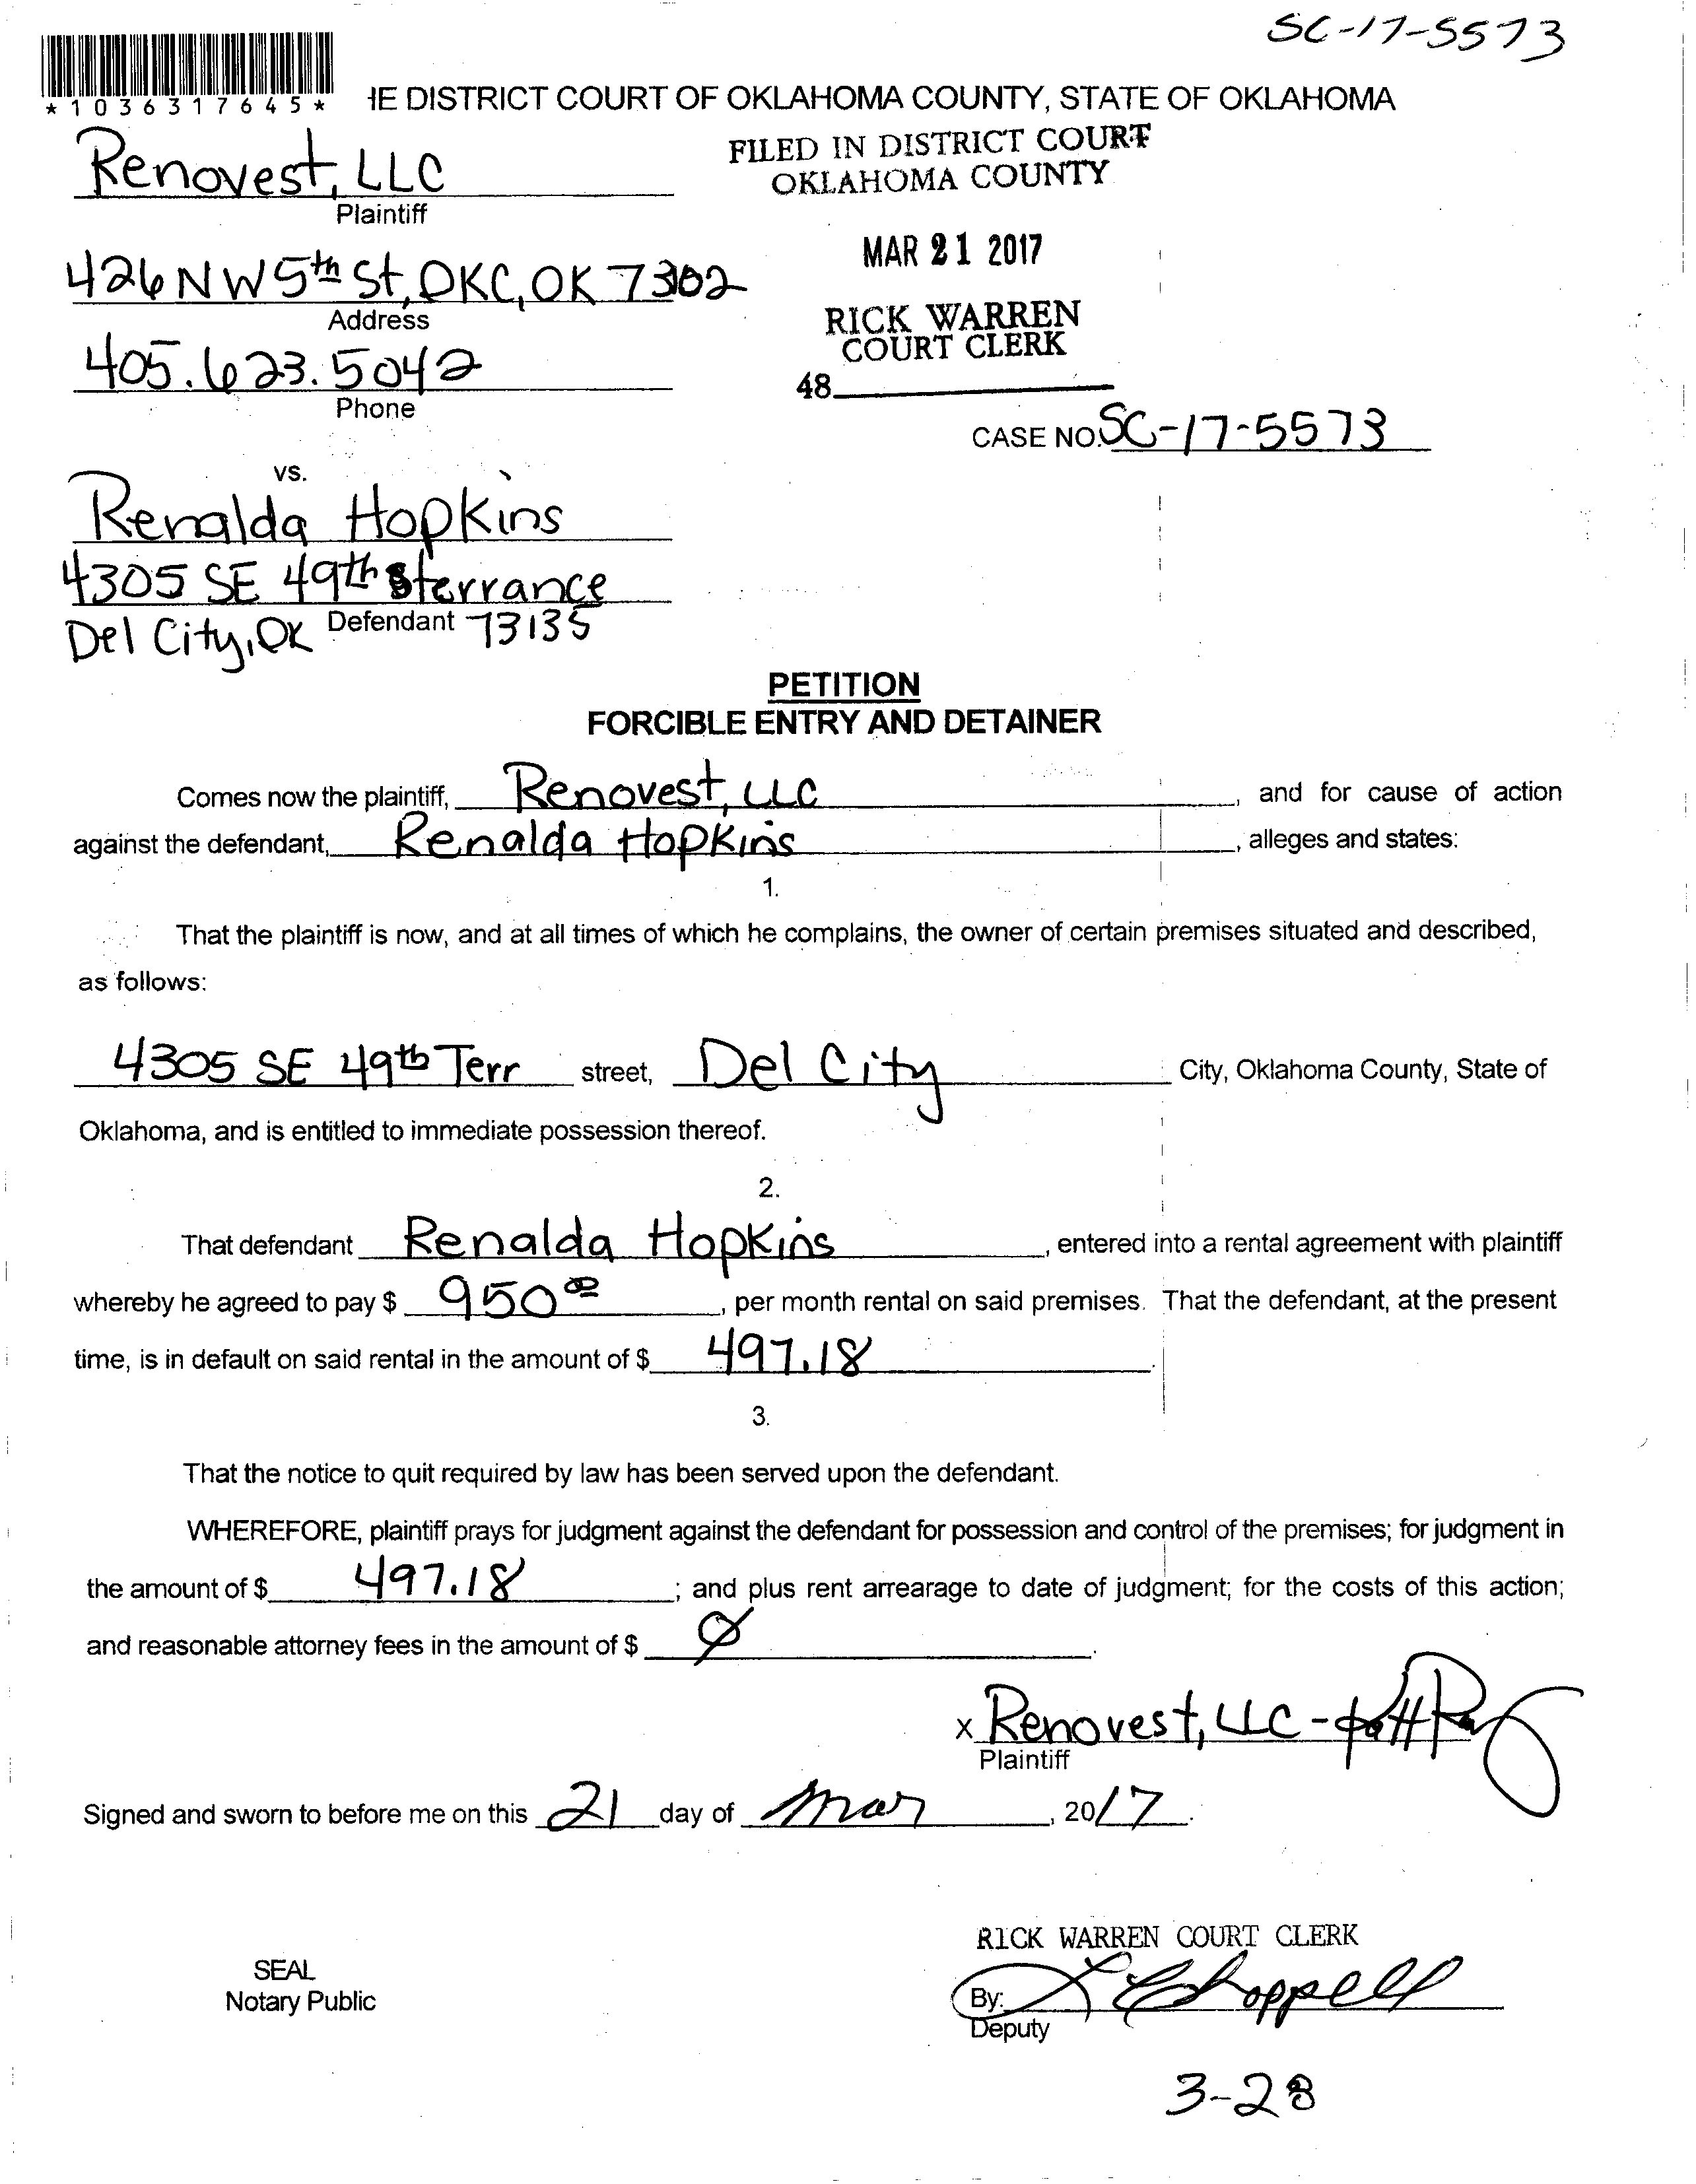 SC-17-5573
*1036317645*
HE DISTRICT COURT OF OKLAHOMA COUNTY, STATE OF OKLAHOMA
Renovest, LLC
Plaintiff
FILED IN DISTRICT COURT
OKLAHOMA COUNTY
MAR 21 2017
RICK WARREN
COURT CLERK
48
426 NW 5th St, OKC, OK 7302
Address
405.623.5042
Phone
CASE NO. SC-17-5573
vs.
Renalda Hopkins
4305 SE 49th terrance
Defendant
Del City, OK 73135
PETITION
FORCIBLE ENTRY AND DETAINER
Comes now the plaintiff, Renovest, LLC, and for cause of action
against the defendant, Renalda Hopkins, alleges and states:
1.
That the plaintiff is now, and at all times of which he complains, the owner of certain premises situated and described,
as follows:
4305 SE 49th Terr street, Del City City, Oklahoma County, State of
Oklahoma, and is entitled to immediate possession thereof.
2.
That defendant Renalda Hopkins, entered into a rental agreement with plaintiff
whereby he agreed to pay $ 950 00, per month rental on said premises. That the defendant, at the present
time, is in default on said rental in the amount of $ 497.18.
3.
That the notice to quit required by law has been served upon the defendant.
WHEREFORE, plaintiff prays for judgment against the defendant for possession and control of the premises; for judgment in
the amount of $ 497.18; and plus rent arrearage to date of judgment; for the costs of this action;
and reasonable attorney fees in the amount of $ Ø.
x Renovest, LLC -
Plaintiff
Signed and sworn to before me on this 21 day of Mar, 2017.
RICK WARREN COURT CLERK
SEAL
Notary Public
By: Choppell
Deputy
3-28